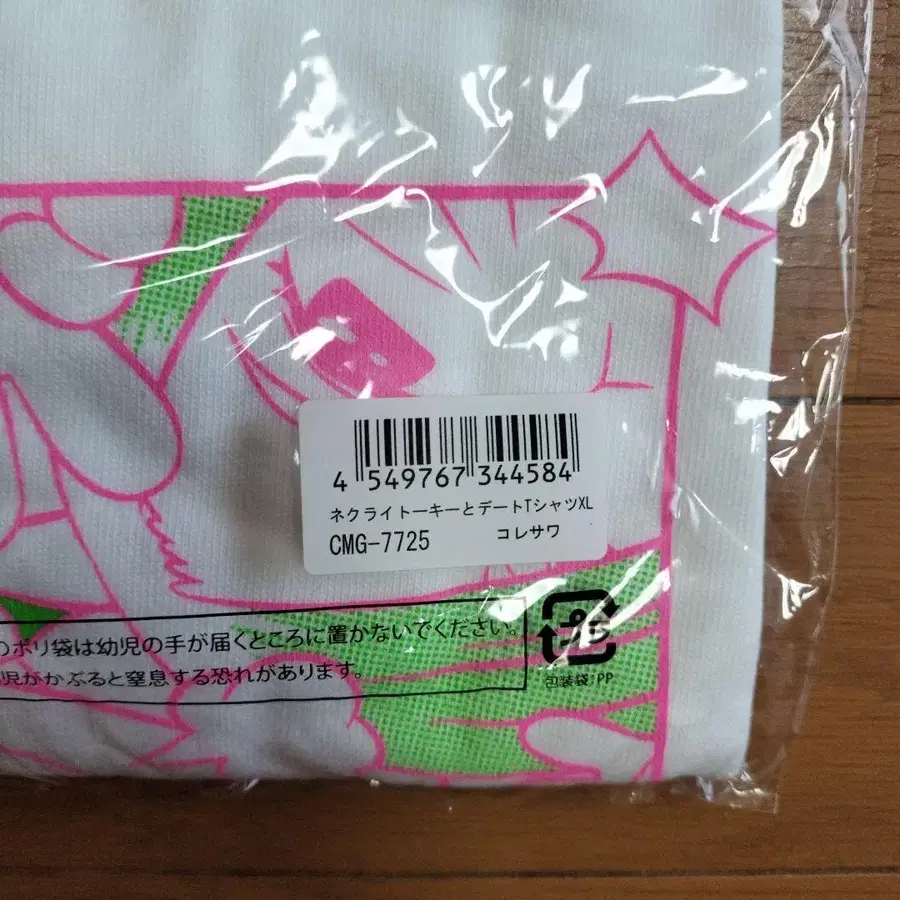 4 549767 344584
ネクライトーキーとデートTシャツXL
CMG-7725 コレサワ
のポリ袋は幼児の手が届くところに置かないでください。
児がかぶると窒息する恐れがあります。
プラ
包装袋:PP